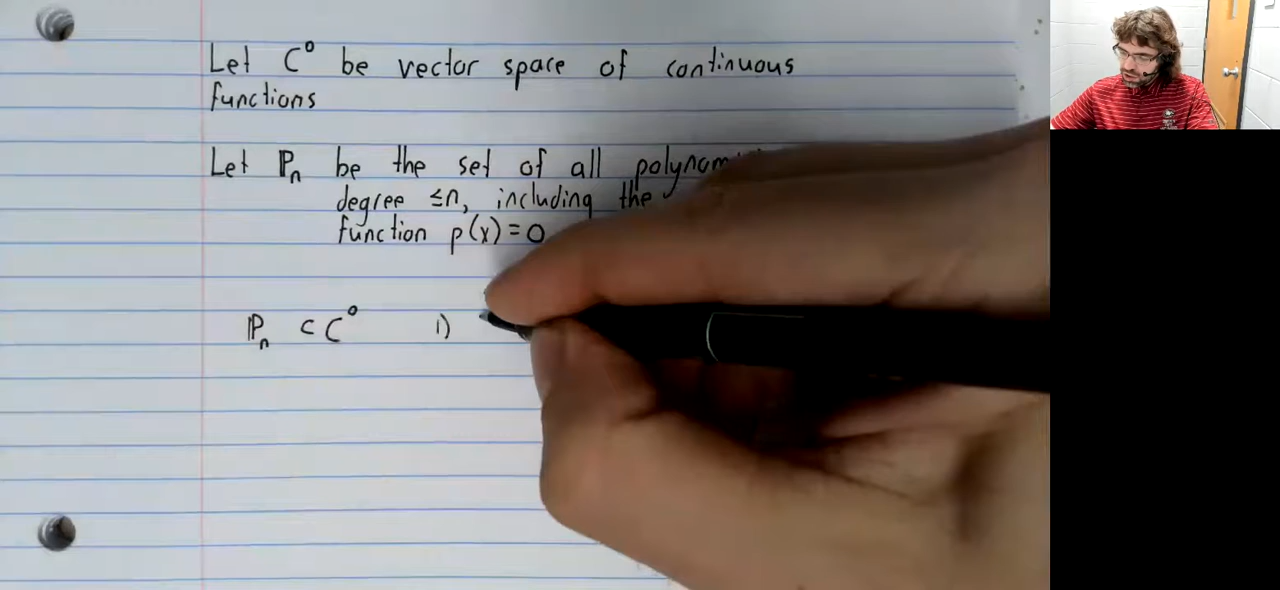 Let C⁰ be vector space of continuous
functions
Let ℙₙ be the set of all
degree ≤n, including the
function p(x)=0
ℙₙ ⊂ C⁰ 1)